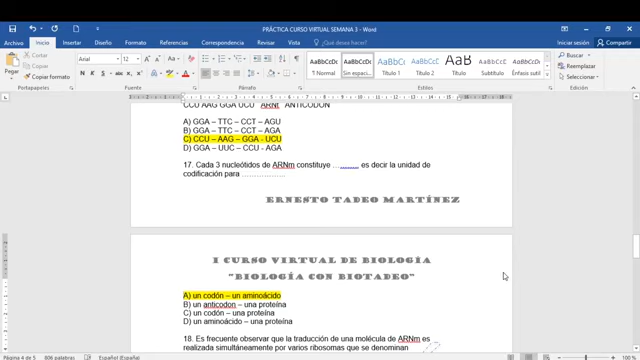 PRÁCTICA CURSO VIRTUAL SEMANA 3 - Word
Archivo Inicio Insertar Diseño Formato Referencias Correspondencia Revisar Vista ¿Qué desea hacer? Iniciar sesión Compartir
Cortar
Copiar
Copiar formato
Pegar
Arial 12
AaBbCcDc AaBbCcDc AaBbCc AaBbCcC AaB AaBbCcD
1 Normal Sin espaci... Título 1 Título 2 Título Énfasis sutil
Buscar
Reemplazar
Seleccionar
Portapapeles Fuente Párrafo Estilos Edición
CCU AAG GGA UCU ARNt ANTICODON
A) GGA – TTC – CCT – AGU
B) GGA – TTC – CCT – AGA
C) CCU – AAG – GGA - UCU
D) GGA – UUC – CCU - AGA
17. Cada 3 nucleótidos de ARNm constituye …........., es decir la unidad de
codificación para ………………
ERNESTO TADEO MARTÍNEZ
I CURSO VIRTUAL DE BIOLOGÍA
“BIOLOGÍA CON BIOTADEO”
A) un codón – un aminoácido
B) un anticodon – una proteína
C) un codón – una proteína
D) un aminoácido – una proteína
18. Es frecuente observar que la traducción de una molécula de ARNm es
realizada simultáneamente por varios ribosomas que se denominan
806 palabras Español (España)